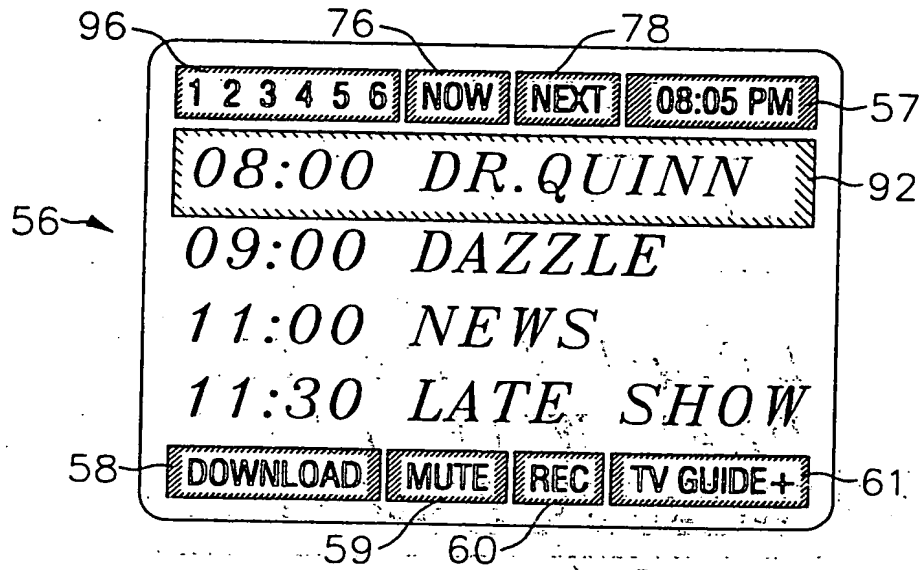 96 76 78
1 2 3 4 5 6 NOW NEXT 08:05 PM 57
08:00 DR.QUINN 92
56
09:00 DAZZLE
11:00 NEWS
11:30 LATE SHOW
58 DOWNLOAD MUTE REC TV GUIDE+ 61
59 60